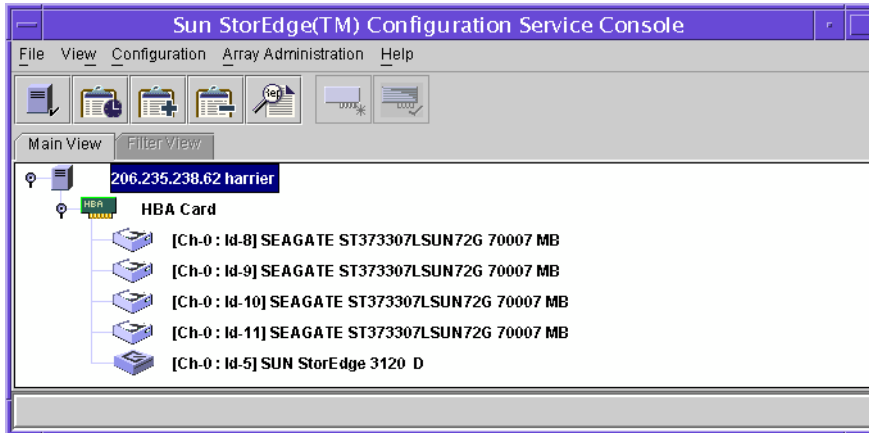 Sun StorEdge(TM) Configuration Service Console
File View Configuration Array Administration Help
Rep
Main View Filter View
206.235.238.62 harrier
HBA HBA Card
[Ch-0 : Id-8] SEAGATE ST373307LSUN72G 70007 MB
[Ch-0 : Id-9] SEAGATE ST373307LSUN72G 70007 MB
[Ch-0 : Id-10] SEAGATE ST373307LSUN72G 70007 MB
[Ch-0 : Id-11] SEAGATE ST373307LSUN72G 70007 MB
[Ch-0 : Id-5] SUN StorEdge 3120 D